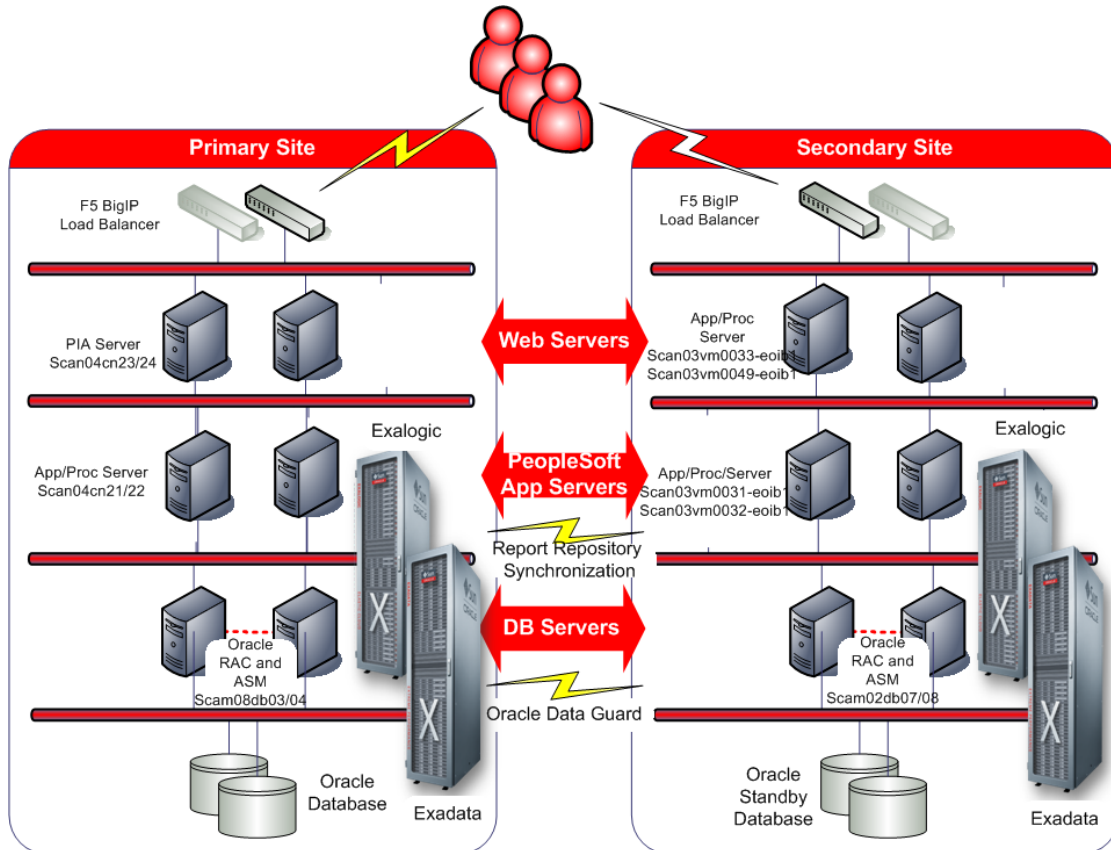 Primary Site
F5 BigIP
Load Balancer
PIA Server
Scan04cn23/24
App/Proc Server
Scan04cn21/22
Exalogic
Oracle
RAC and
ASM
Scam08db03/04
Oracle
Database
Exadata
Web Servers
PeopleSoft
App Servers
Report Repository
Synchronization
DB Servers
Oracle Data Guard
Secondary Site
F5 BigIP
Load Balancer
App/Proc
Server
Scan03vm0033-eoib1
Scan03vm0049-eoib1
Exalogic
App/Proc/Server
Scan03vm0031-eoib1
Scan03vm0032-eoib1
Oracle
RAC and
ASM
Scam02db07/08
Oracle
Standby
Database
Exadata